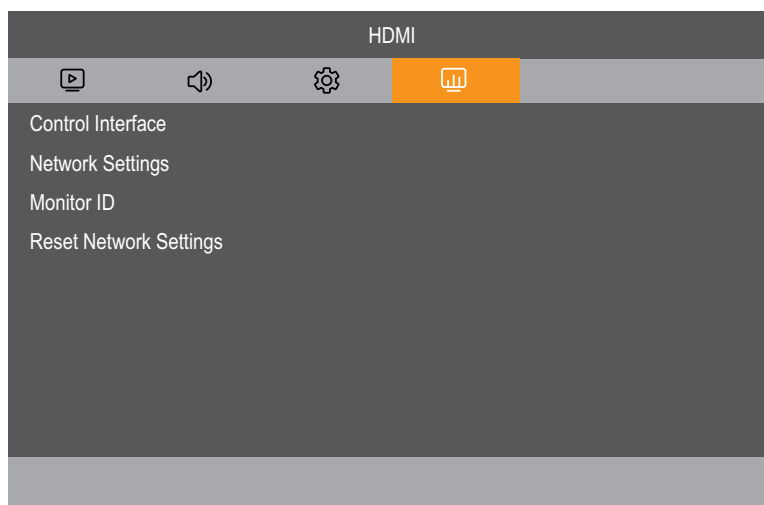 HDMI
Control Interface
Network Settings
Monitor ID
Reset Network Settings